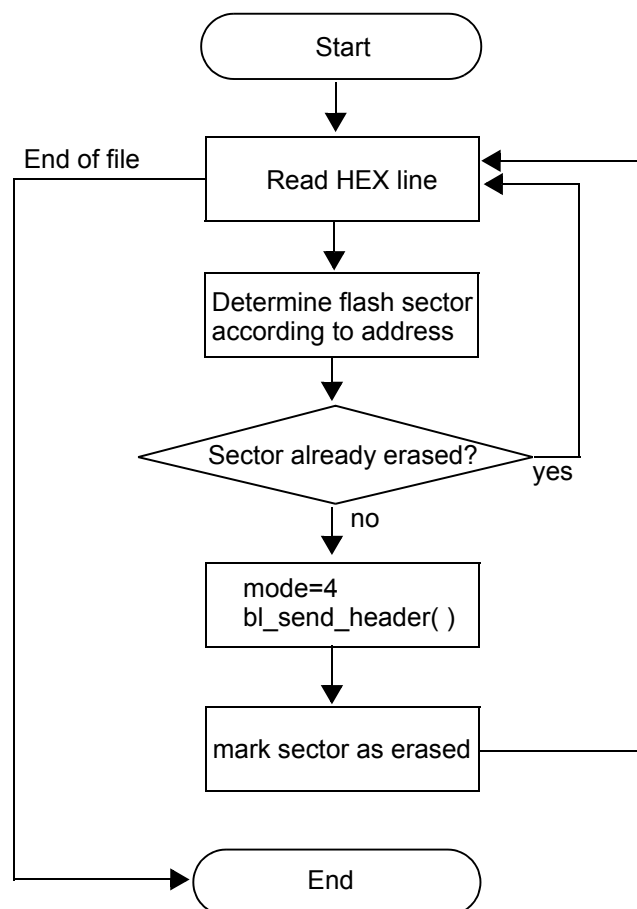 Start
End of file
Read HEX line
Determine flash sector
according to address
Sector already erased?
yes
no
mode=4
bl_send_header( )
mark sector as erased
End